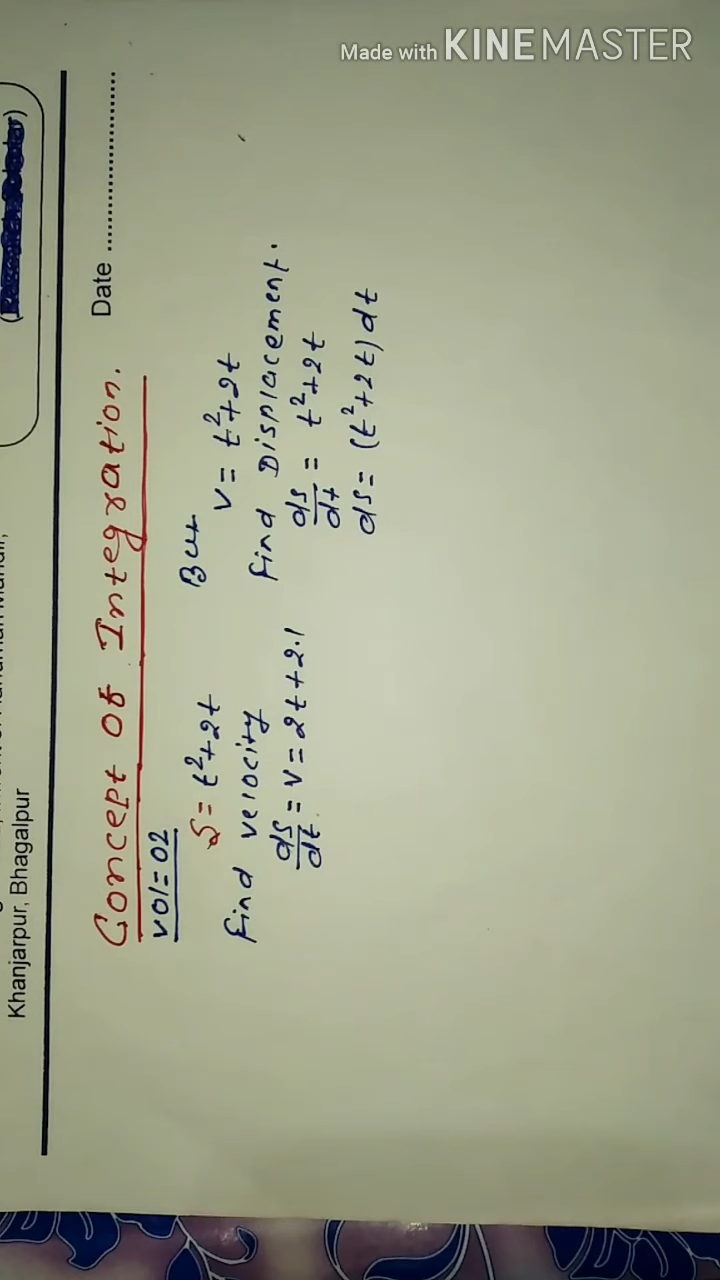 Made with KINEMASTER
Khanjarpur, Bhagalpur
Date ........................
Concept Of Integration.
Vol=02
S = t²+2t
Find velocity
ds/dt = v = 2t+2.1
But
v = t²+2t
Find Displacement.
ds/dt = t²+2t
ds = (t²+2t)dt